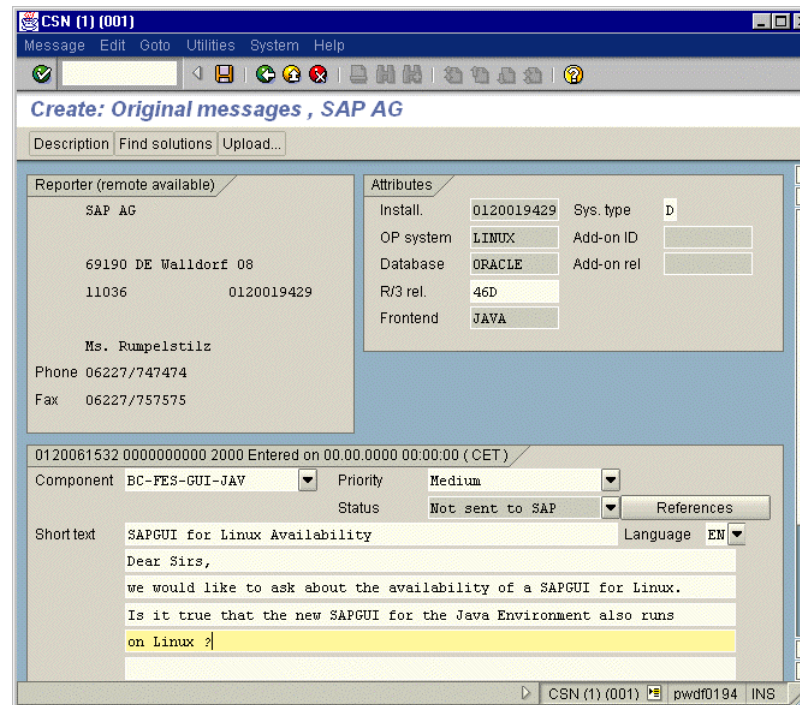 CSN (1) (001)
Message Edit Goto Utilities System Help
Create: Original messages , SAP AG
Description Find solutions Upload...
Reporter (remote available)
SAP AG
69190 DE Walldorf 08
11036 0120019429
Ms. Rumpelstilz
Phone 06227/747474
Fax 06227/757575
Attributes
Install. 0120019429 Sys. type D
OP system LINUX Add-on ID
Database ORACLE Add-on rel
R/3 rel. 46D
Frontend JAVA
0120061532 0000000000 2000 Entered on 00.00.0000 00:00:00 ( CET )
Component BC-FES-GUI-JAV Priority Medium
Status Not sent to SAP References
Short text SAPGUI for Linux Availability Language EN
Dear Sirs,
we would like to ask about the availability of a SAPGUI for Linux.
Is it true that the new SAPGUI for the Java Environment also runs
on Linux ?
CSN (1) (001) pwdf0194 INS